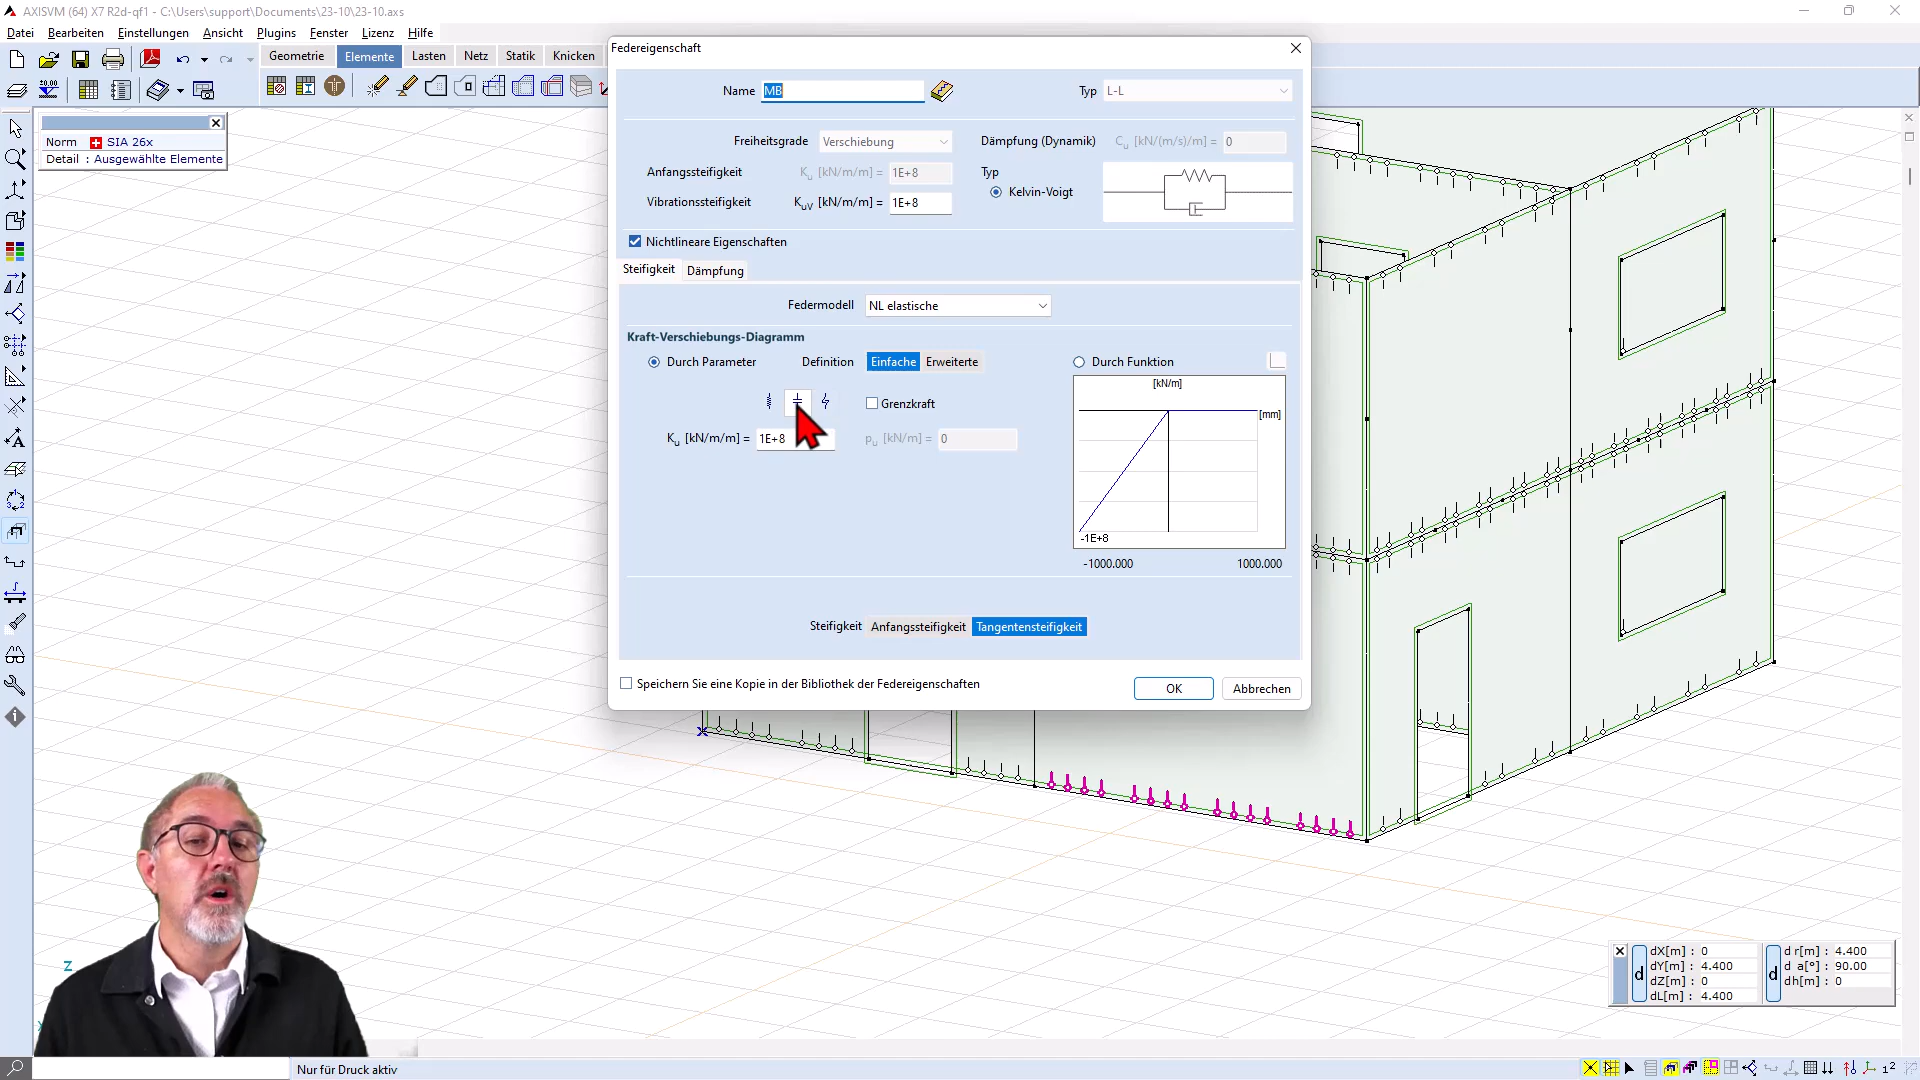 AXISVM (64) X7 R2d-qf1 - C:\Users\support\Documents\23-10\23-10.axs
Datei Bearbeiten Einstellungen Ansicht Plugins Fenster Lizenz Hilfe
Geometrie Elemente Lasten Netz Statik Knicken
Norm SIA 26x
Detail : Ausgewählte Elemente
Federeigenschaft
Name MB Typ L-L
Freiheitsgrade Verschiebung Dämpfung (Dynamik) Cu [kN/(m/s)/m] = 0
Anfangssteifigkeit Ku [kN/m/m] = 1E+8 Typ
Kelvin-Voigt
Vibrationssteifigkeit KuV [kN/m/m] = 1E+8
Nichtlineare Eigenschaften
Steifigkeit Dämpfung
Federmodell NL elastische
Kraft-Verschiebungs-Diagramm
Durch Parameter Definition Einfache Erweiterte Durch Funktion
[kN/m]
Grenzkraft
[mm]
Ku [kN/m/m] = 1E+8 pu [kN/m] = 0
-1E+8
-1000.000 1000.000
Steifigkeit Anfangssteifigkeit Tangentensteifigkeit
Speichern Sie eine Kopie in der Bibliothek der Federeigenschaften
OK Abbrechen
Z
d
dX[m] : 0
dY[m] : 4.400
dZ[m] : 0
dL[m] : 4.400
d
d r[m] : 4.400
d a[°] : 90.00
dh[m] : 0
Nur für Druck aktiv